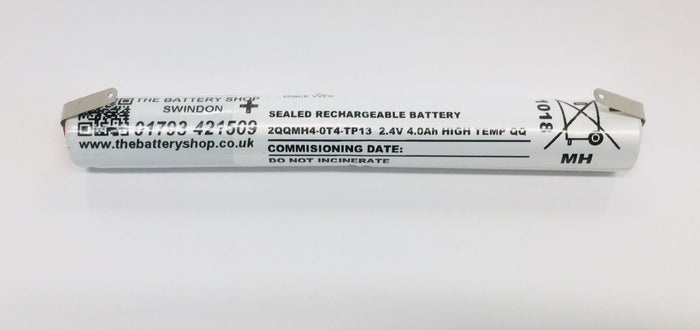 THE BATTERY SHOP
SWINDON
01793 421509
www.thebatteryshop.co.uk
+
SEALED RECHARGEABLE BATTERY
2QQMH4-0T4-TP13 2.4V 4.0Ah HIGH TEMP QQ
COMMISIONING DATE:
DO NOT INCINERATE
1018
MH